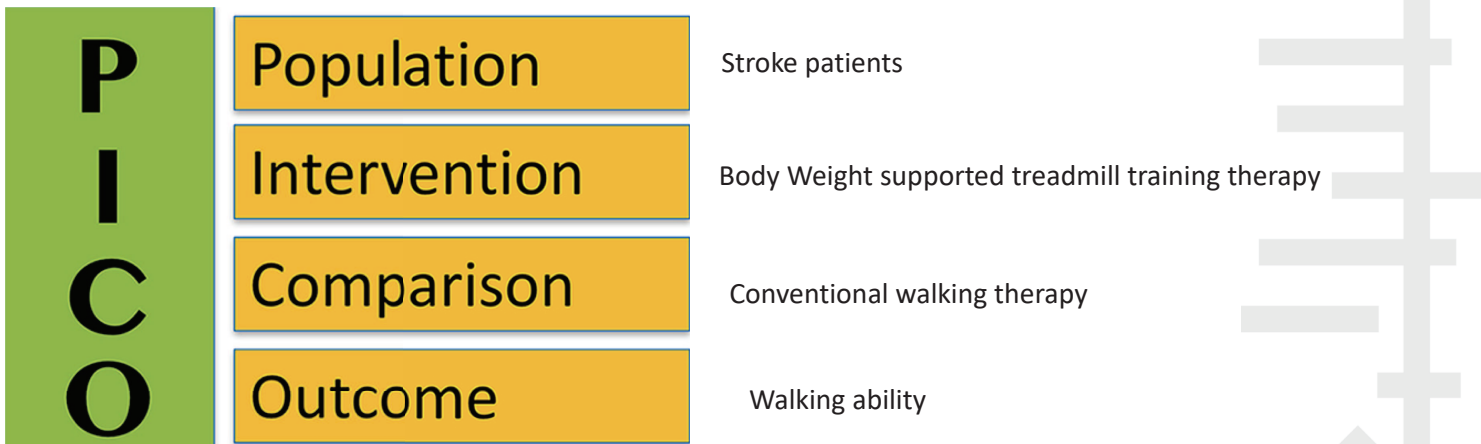 P
Population
Stroke patients
I
Intervention
Body Weight supported treadmill training therapy
C
Comparison
Conventional walking therapy
O
Outcome
Walking ability